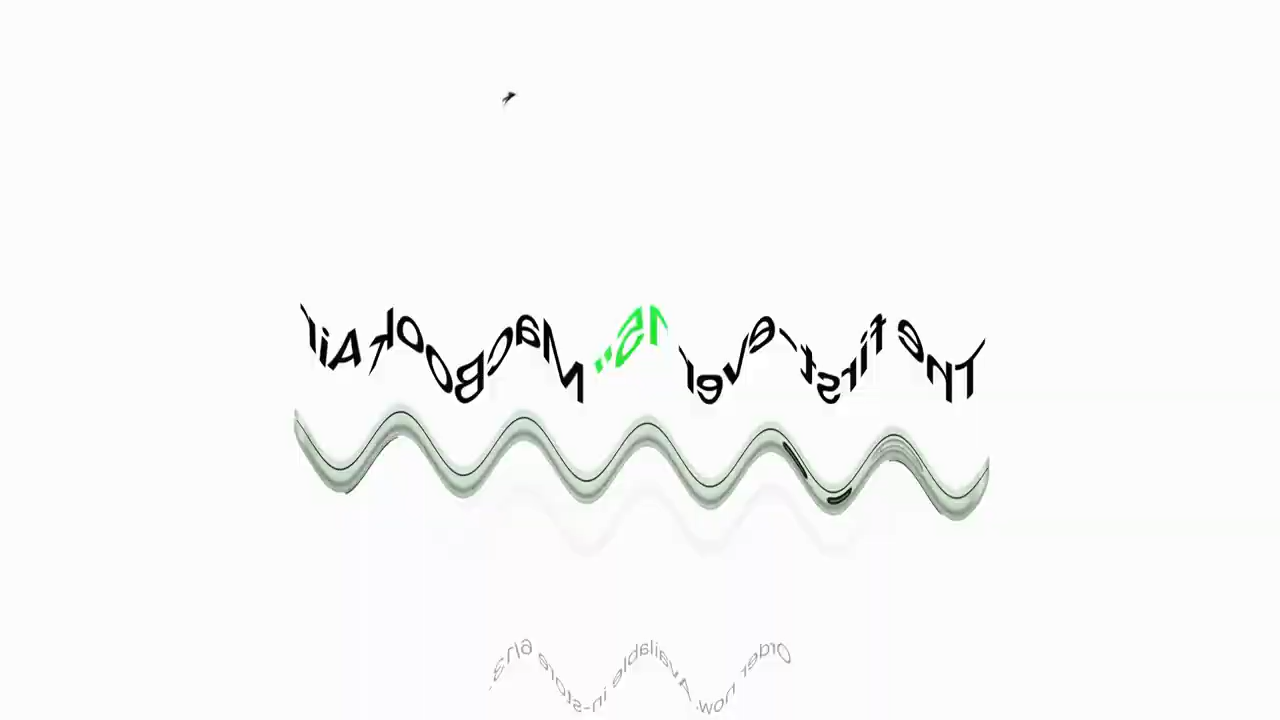 The first ever 15" MacBook Air
Order now. Available in-store 6/13.